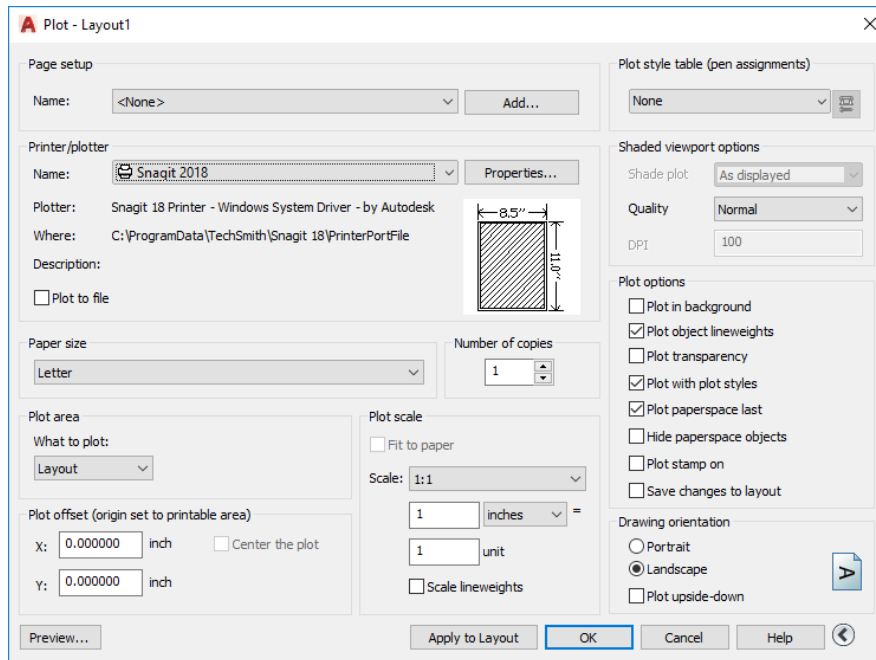 Plot - Layout1
Page setup
Name:
<None>
Add...
Plot style table (pen assignments)
None
Printer/plotter
Name:
Snagit 2018
Properties...
Plotter:
Snagit 18 Printer - Windows System Driver - by Autodesk
Where:
C:\ProgramData\TechSmith\Snagit 18\PrinterPortFile
Description:
Plot to file
8.5″
11.0″
Shaded viewport options
Shade plot
As displayed
Quality
Normal
DPI
100
Paper size
Letter
Number of copies
1
Plot options
Plot in background
Plot object lineweights
Plot transparency
Plot with plot styles
Plot paperspace last
Hide paperspace objects
Plot stamp on
Save changes to layout
Plot area
What to plot:
Layout
Plot scale
Fit to paper
Scale:
1:1
1
inches
=
1
unit
Scale lineweights
Plot offset (origin set to printable area)
X:
0.000000
inch
Center the plot
Y:
0.000000
inch
Drawing orientation
Portrait
Landscape
Plot upside-down
A
Preview...
Apply to Layout
OK
Cancel
Help